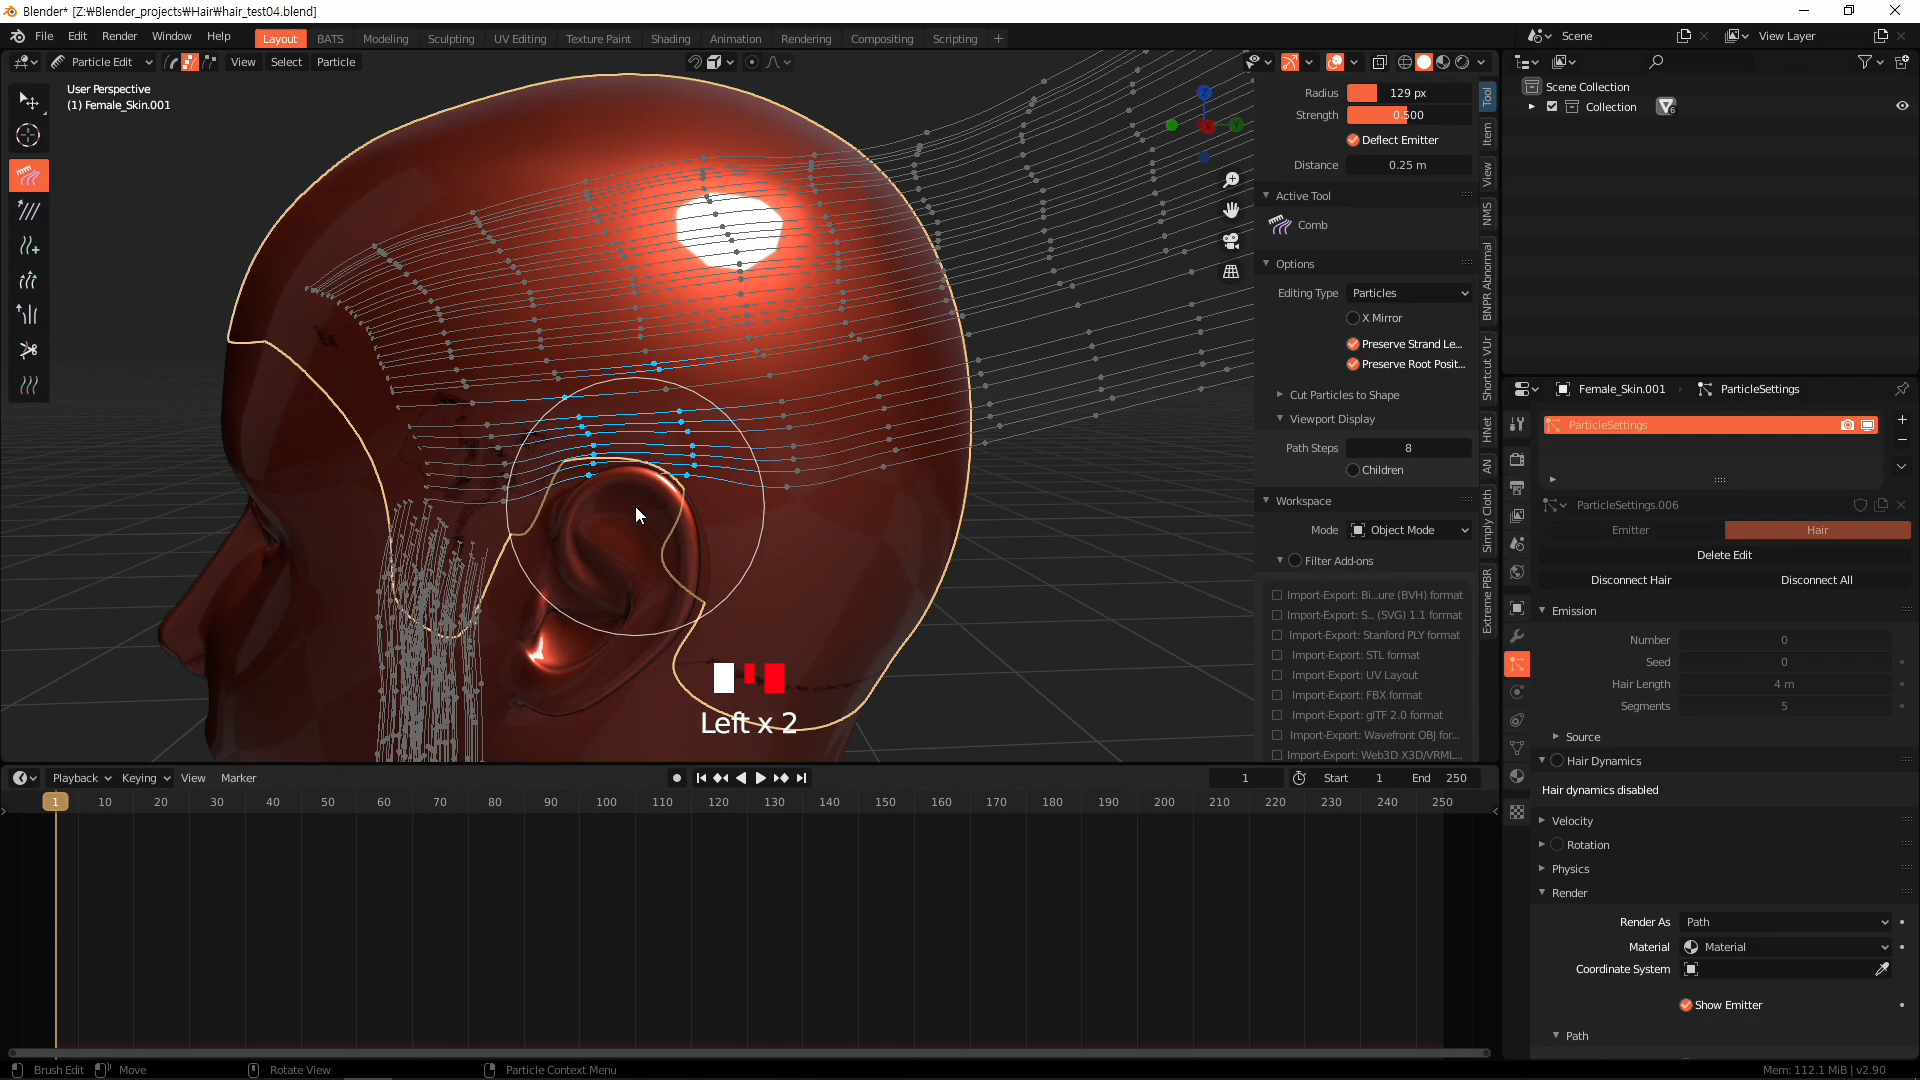 Blender* [Z:₩Blender_projects₩Hair₩hair_test04.blend]
File Edit Render Window Help
Layout BATS Modeling Sculpting UV Editing Texture Paint Shading Animation Rendering Compositing Scripting
Scene
View Layer
Particle Edit View Select Particle
User Perspective
(1) Female_Skin.001
Radius 129 px
Strength 0.500
Deflect Emitter
Distance 0.25 m
Active Tool
Comb
Options
Editing Type Particles
X Mirror
Preserve Strand Le...
Preserve Root Posit...
Cut Particles to Shape
Viewport Display
Path Steps 8
Children
Workspace
Mode Object Mode
Filter Add-ons
Import-Export: Bi...ure (BVH) format
Import-Export: S... (SVG) 1.1 format
Import-Export: Stanford PLY format
Import-Export: STL format
Import-Export: UV Layout
Import-Export: FBX format
Import-Export: glTF 2.0 format
Import-Export: Wavefront OBJ for...
Import-Export: Web3D X3D/VRML...
Tool
Item
View
NMS
BNPR Abnormal
Shortcut VUr
HNet
AN
Simply Cloth
Extreme PBR
Z
Y
Left x 2
Scene Collection
Collection
6
Female_Skin.001 ParticleSettings
ParticleSettings
ParticleSettings.006
Emitter Hair
Delete Edit
Disconnect Hair Disconnect All
Emission
Number 0
Seed 0
Hair Length 4 m
Segments 5
Source
Hair Dynamics
Hair dynamics disabled
Velocity
Rotation
Physics
Render
Render As Path
Material Material
Coordinate System
Show Emitter
Path
Playback Keying View Marker
1 Start 1 End 250
1 10 20 30 40 50 60 70 80 90 100 110 120 130 140 150 160 170 180 190 200 210 220 230 240 250
Brush Edit Move Rotate View Particle Context Menu
Mem: 112.1 MiB | v2.90